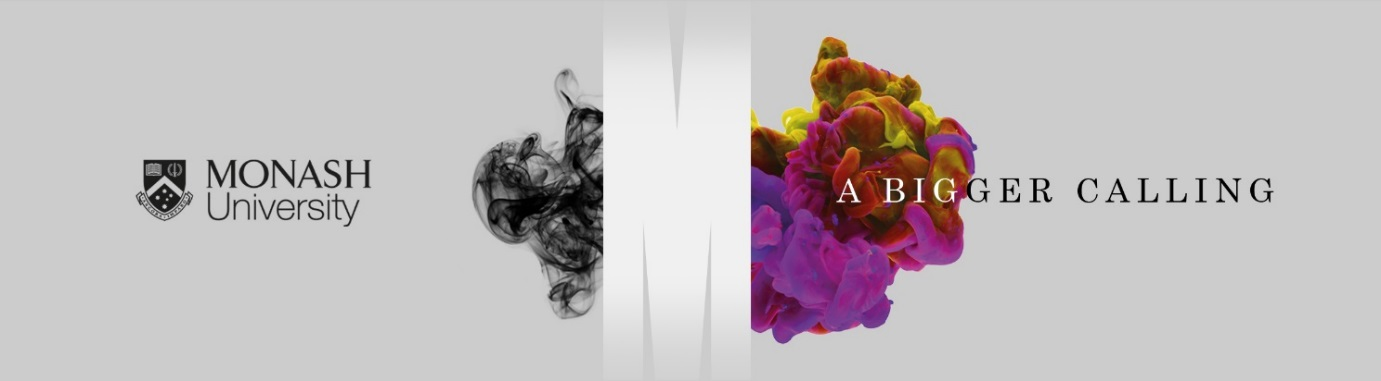 MONASH
University
M
A BIGGER CALLING